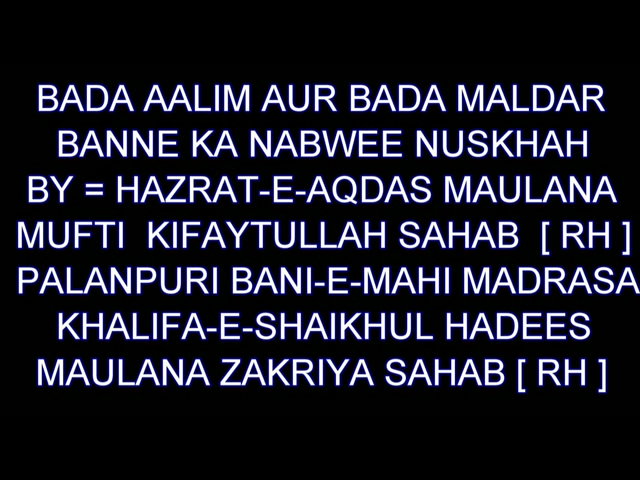 BADA AALIM AUR BADA MALDAR
BANNE KA NABWEE NUSKHAH
BY = HAZRAT-E-AQDAS MAULANA
MUFTI KIFAYTULLAH SAHAB [ RH ]
PALANPURI BANI-E-MAHI MADRASA
KHALIFA-E-SHAIKHUL HADEES
MAULANA ZAKRIYA SAHAB [ RH ]